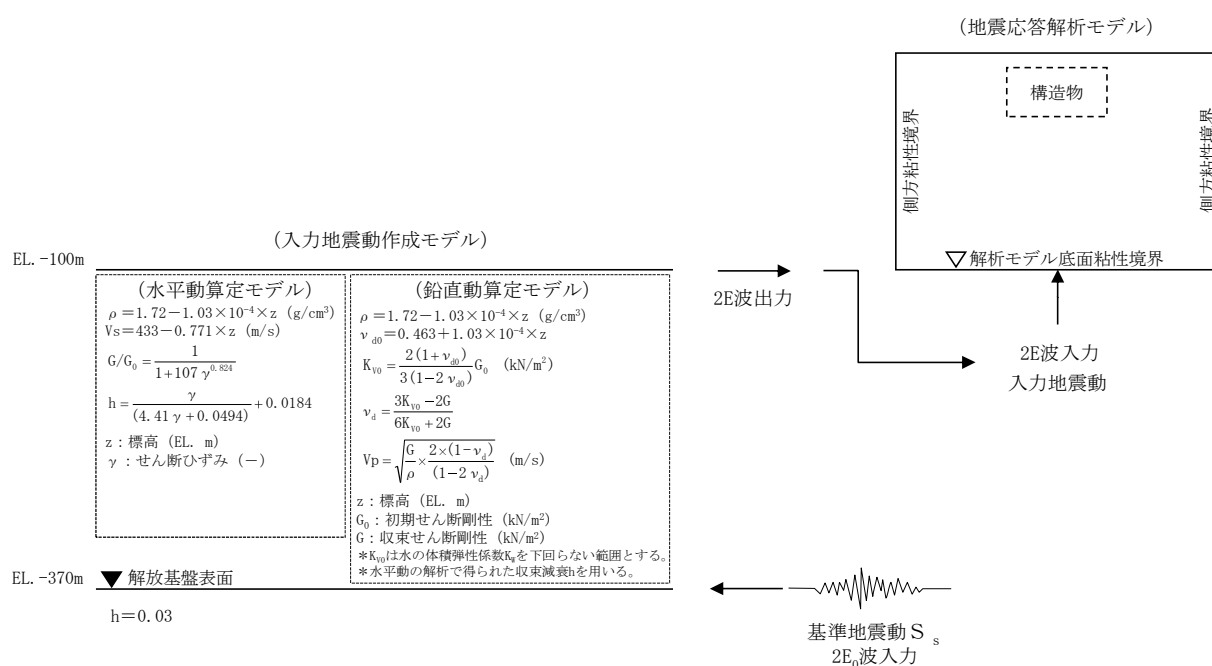 (地震応答解析モデル)
構造物
側方粘性境界
側方粘性境界
▽解析モデル底面粘性境界
(入力地震動作成モデル)
EL.-100m
(水平動算定モデル)
ρ=1.72-1.03×10⁻⁴×z (g/cm³)
Vs=433-0.771×z (m/s)
G/G₀=1/(1+107γ^0.824)
h=γ/(4.41γ+0.0494)+0.0184
z:標高 (EL. m)
γ:せん断ひずみ (-)
(鉛直動算定モデル)
ρ=1.72-1.03×10⁻⁴×z (g/cm³)
ν_d0=0.463+1.03×10⁻⁴×z
K_V0=2(1+ν_d0)/3(1-2ν_d0) G₀ (kN/m²)
ν_d=(3K_V0-2G)/(6K_V0+2G)
Vp=√(G/ρ×2×(1-ν_d)/(1-2ν_d)) (m/s)
z:標高 (EL. m)
G₀:初期せん断剛性 (kN/m²)
G:収束せん断剛性 (kN/m²)
*K_V0は水の体積弾性係数K_Wを下回らない範囲とする。
*水平動の解析で得られた収束減衰hを用いる。
2E波出力
2E波入力
入力地震動
EL.-370m ▼解放基盤表面
h=0.03
基準地震動Ss
2E₀波入力